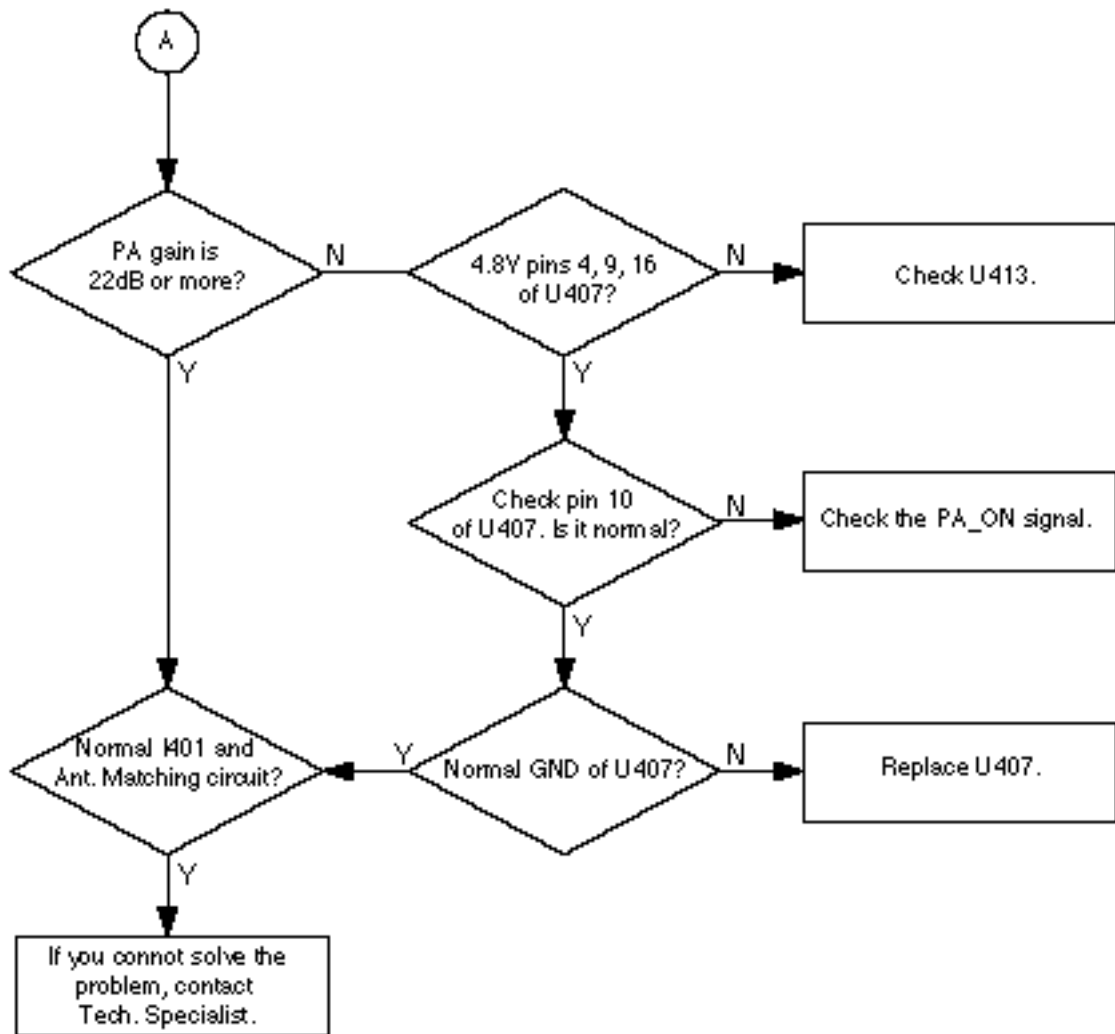 A
PA gain is
22dB or more?
N
4.8V pins 4, 9, 16
of U407?
N
Check U413.
Y
Y
Check pin 10
of U407. Is it normal?
N
Check the PA_ON signal.
Y
Normal I401 and
Ant. Matching circuit?
Y
Normal GND of U407?
N
Replace U407.
Y
If you connot solve the
problem, contact
Tech. Specialist.